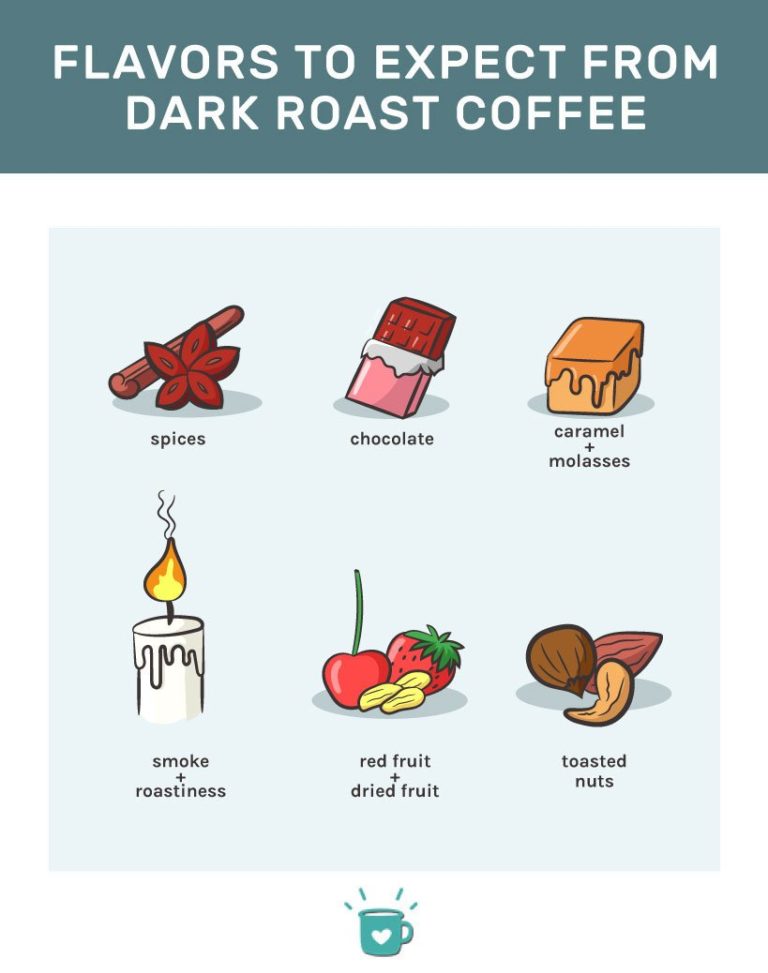 FLAVORS TO EXPECT FROM
DARK ROAST COFFEE
spices
chocolate
caramel
+
molasses
smoke
+
roastiness
red fruit
+
dried fruit
toasted
nuts